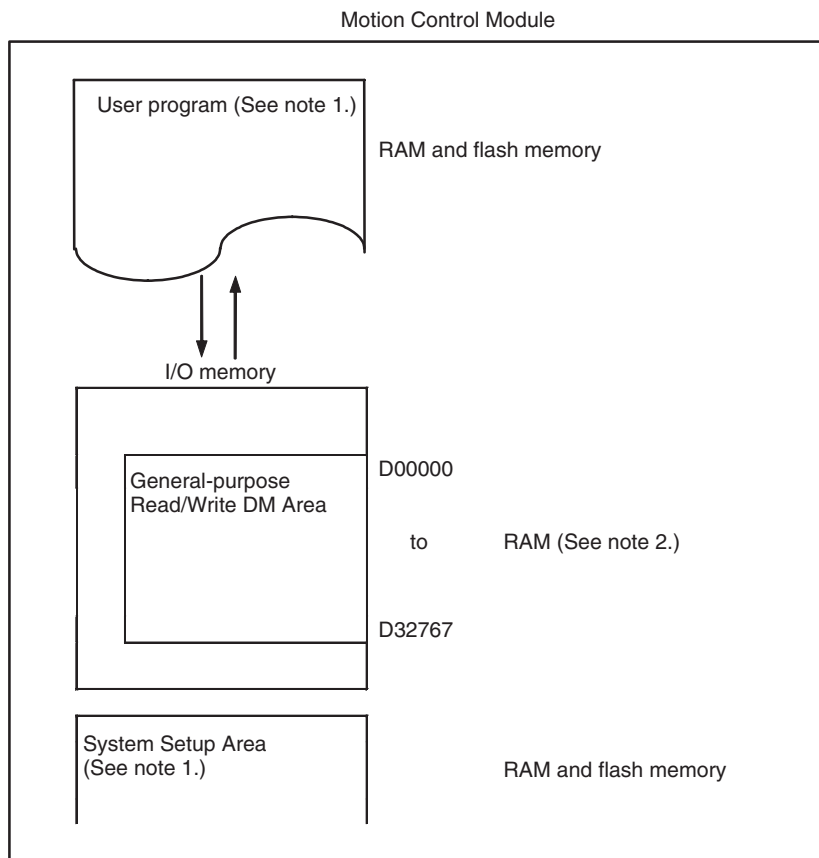 Motion Control Module
User program (See note 1.)
RAM and flash memory
I/O memory
General-purpose
Read/Write DM Area
D00000
to
RAM (See note 2.)
D32767
System Setup Area
(See note 1.)
RAM and flash memory